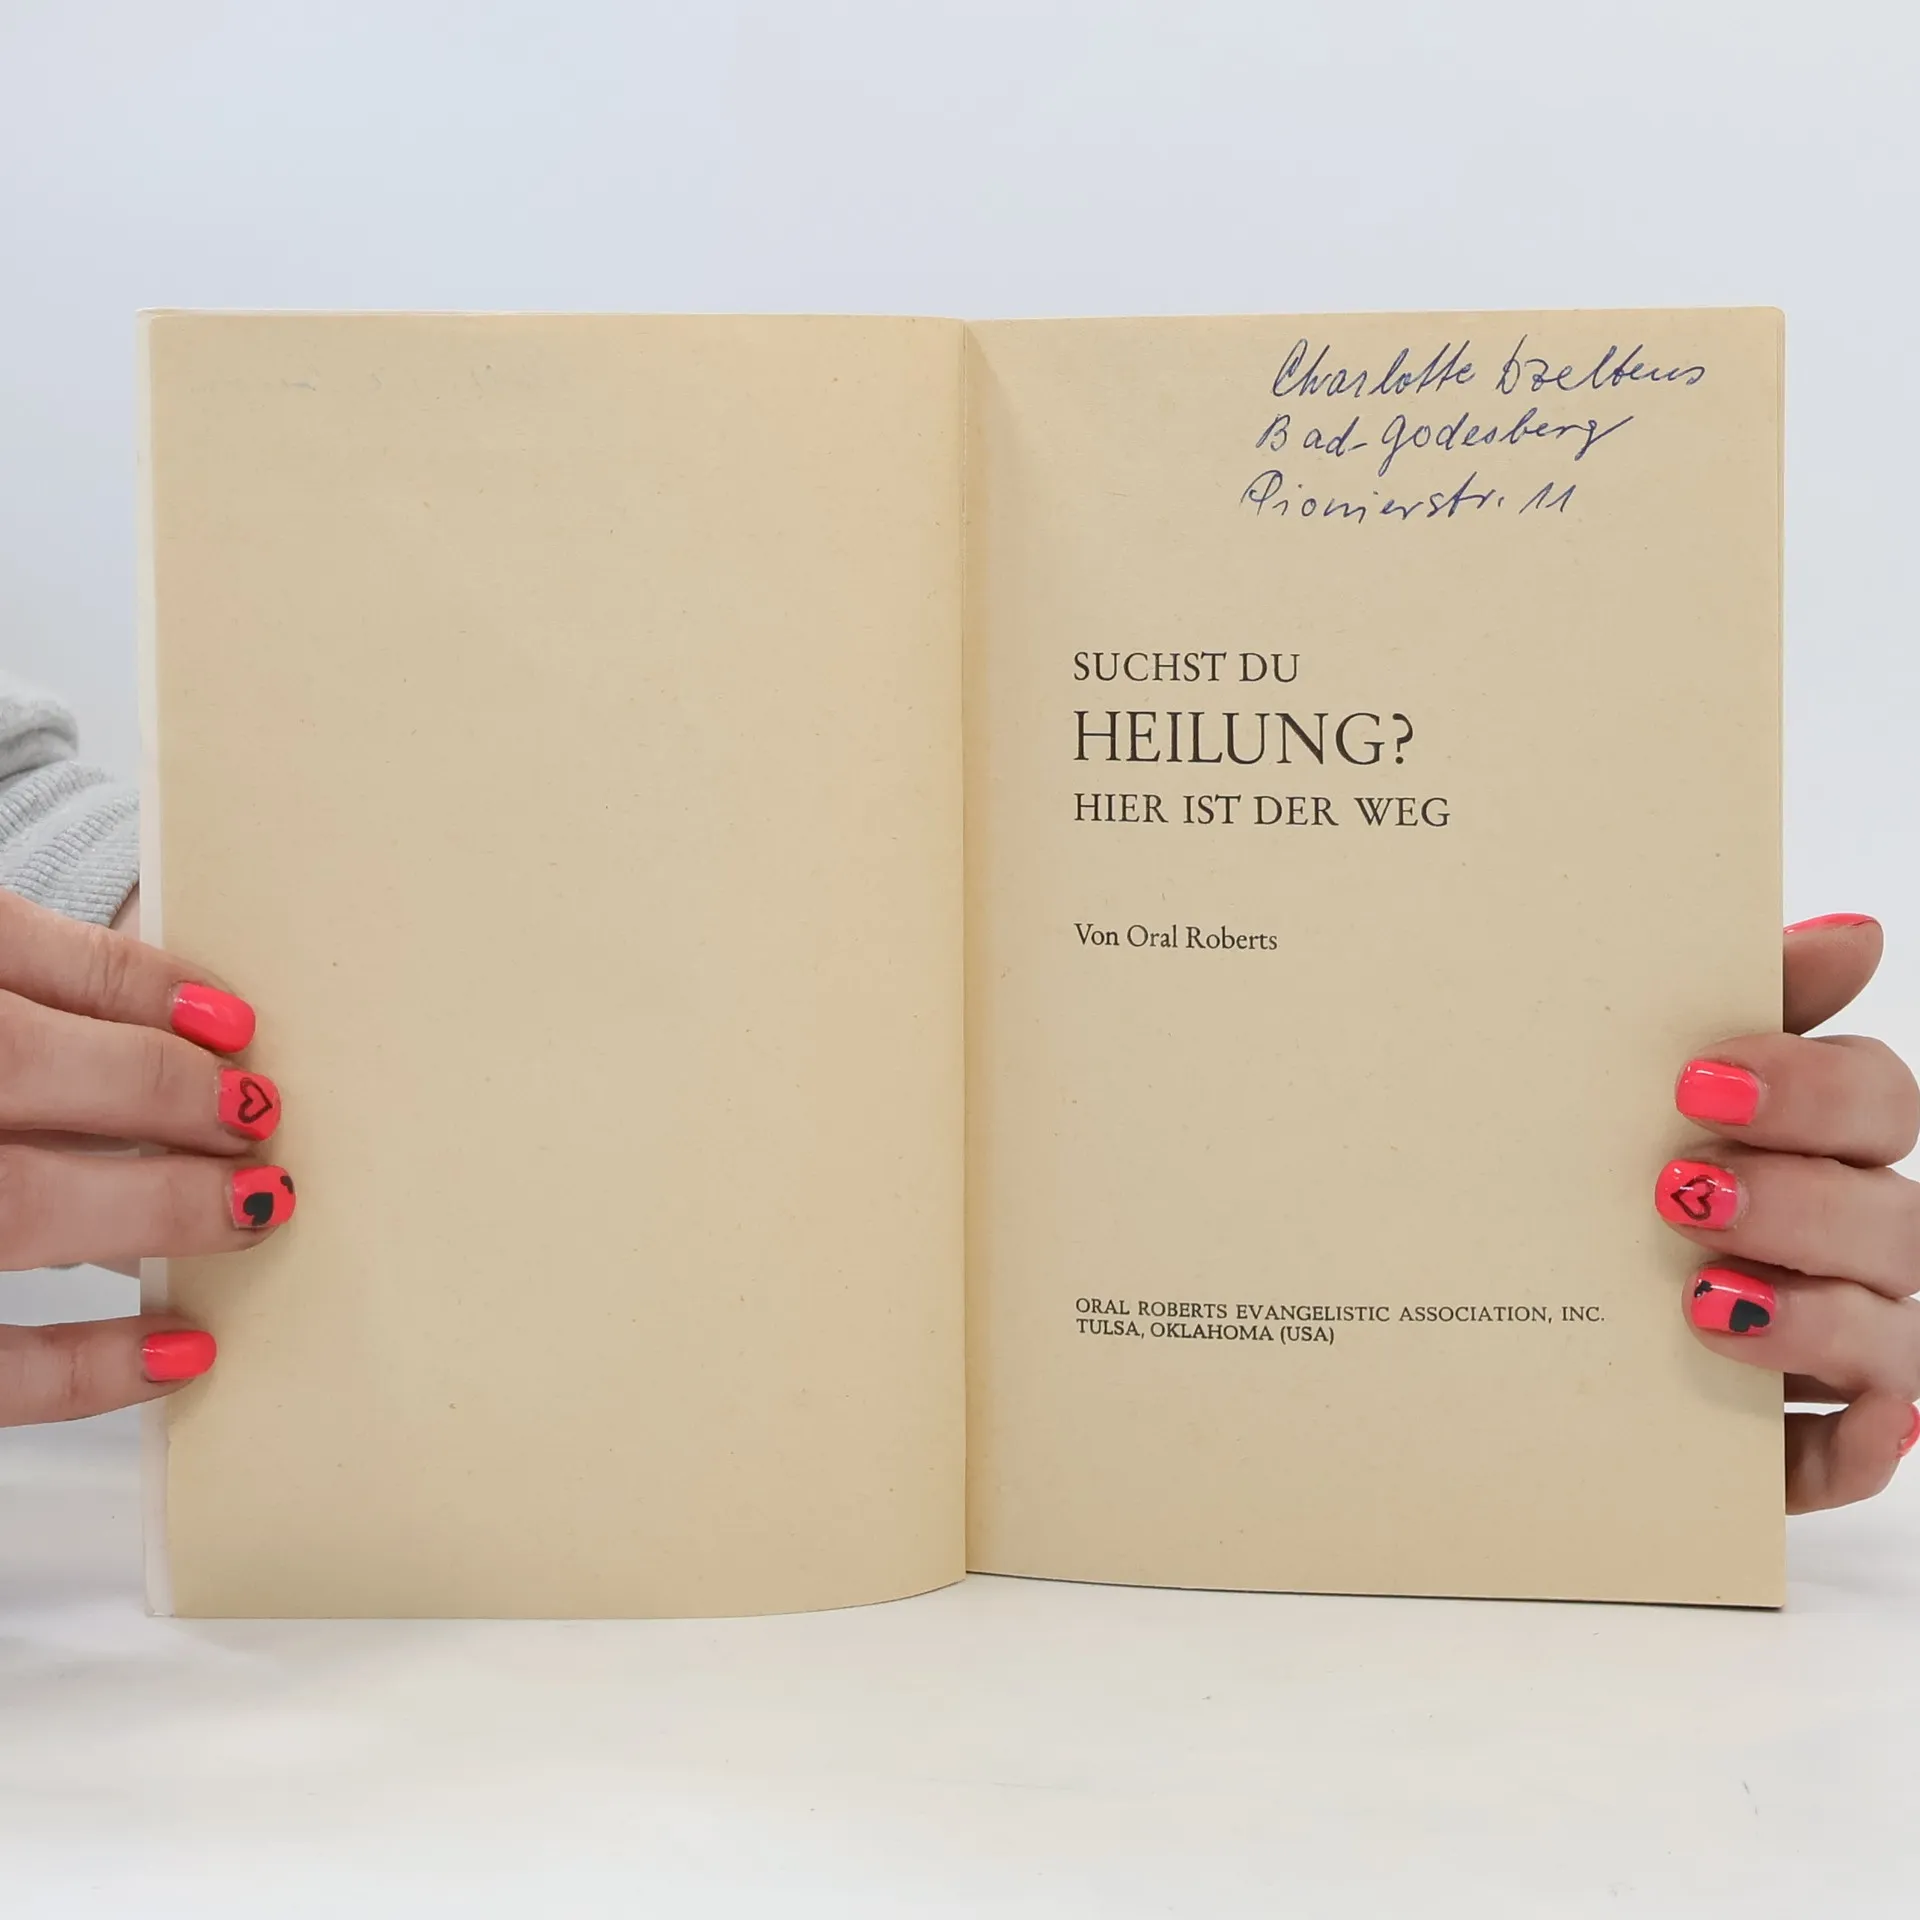 Charlotte
Bad-Godesberg
Pionierstr. 11
SUCHST DU
HEILUNG?
HIER IST DER WEG
Von Oral Roberts
ORAL ROBERTS EVANGELISTIC ASSOCIATION, INC.
TULSA, OKLAHOMA (USA)